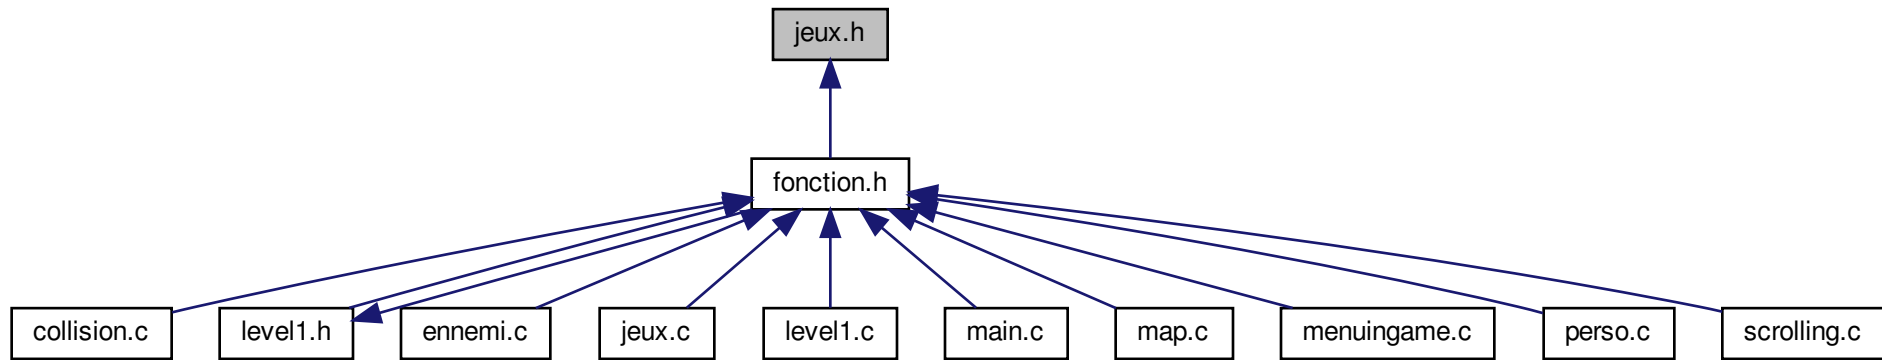 jeux.h
fonction.h
collision.c
level1.h
ennemi.c
jeux.c
level1.c
main.c
map.c
menuingame.c
perso.c
scrolling.c